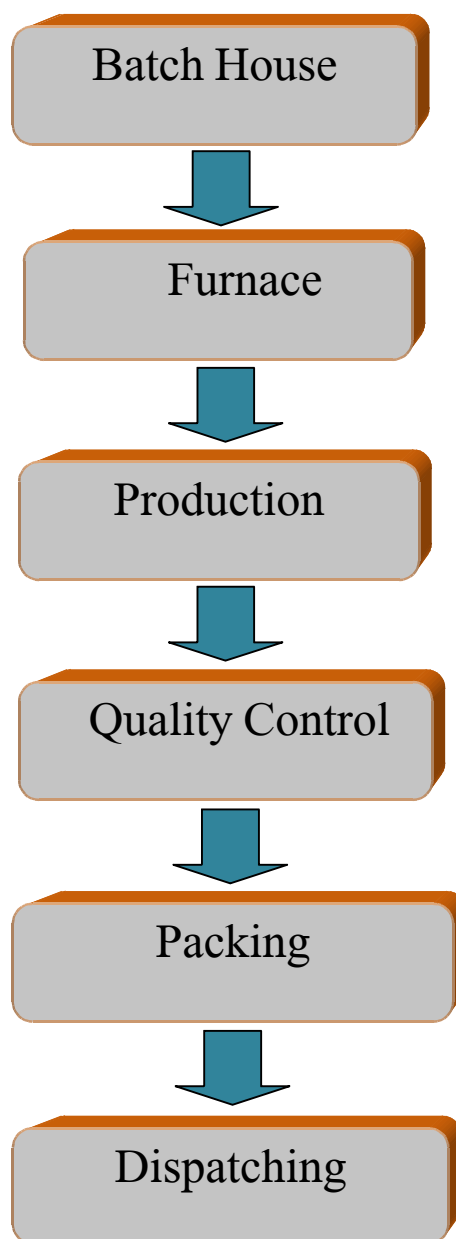 Batch House
Furnace
Production
Quality Control
Packing
Dispatching